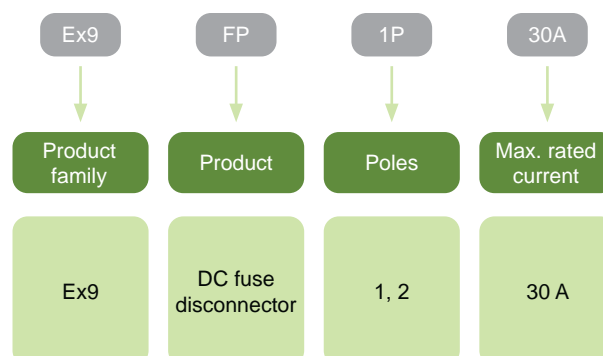 Ex9 FP 1P 30A
Product family Product Poles Max. rated current
Ex9 DC fuse disconnector 1, 2 30 A